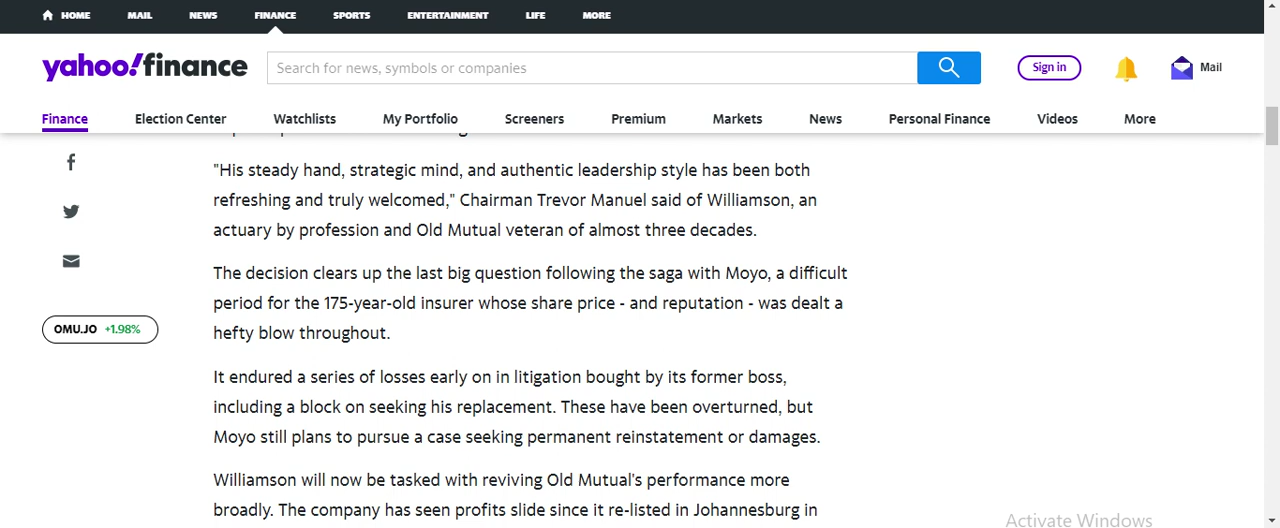 HOME MAIL NEWS FINANCE SPORTS ENTERTAINMENT LIFE MORE
yahoo!finance Search for news, symbols or companies Sign in Mail
Finance Election Center Watchlists My Portfolio Screeners Premium Markets News Personal Finance Videos More
"His steady hand, strategic mind, and authentic leadership style has been both
refreshing and truly welcomed," Chairman Trevor Manuel said of Williamson, an
actuary by profession and Old Mutual veteran of almost three decades.
The decision clears up the last big question following the saga with Moyo, a difficult
period for the 175-year-old insurer whose share price - and reputation - was dealt a
OMU.JO +1.98%
hefty blow throughout.
It endured a series of losses early on in litigation bought by its former boss,
including a block on seeking his replacement. These have been overturned, but
Moyo still plans to pursue a case seeking permanent reinstatement or damages.
Williamson will now be tasked with reviving Old Mutual's performance more
broadly. The company has seen profits slide since it re-listed in Johannesburg in
Activate Windows